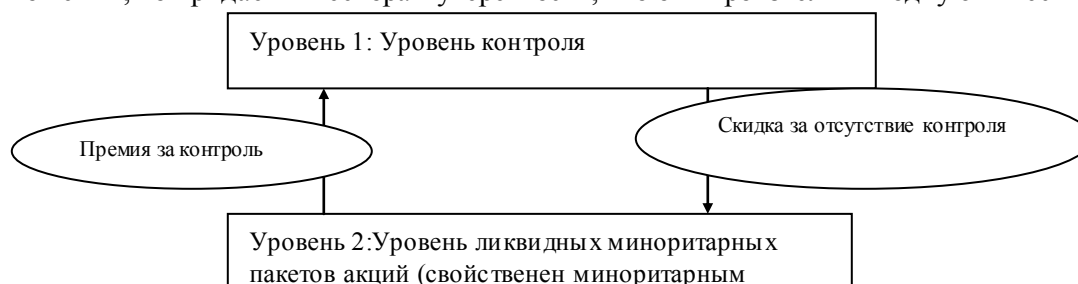 Уровень 1: Уровень контроля
Премия за контроль
Скидка за отсутствие контроля
Уровень 2:Уровень ликвидных миноритарных
пакетов акций (свойственен миноритарным